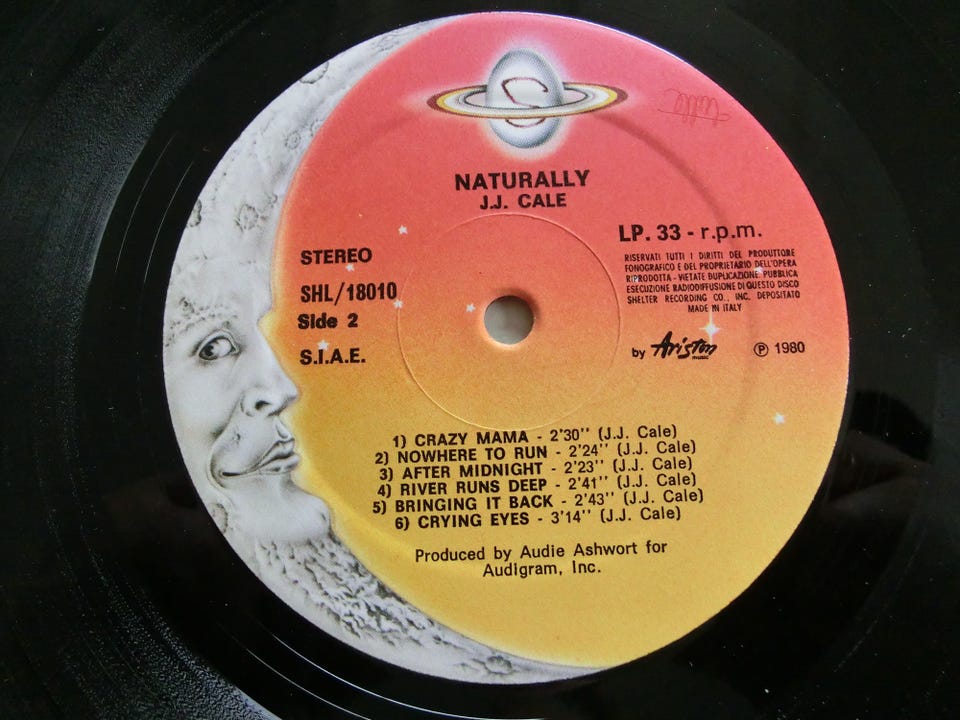 NATURALLY
J.J. CALE
STEREO
SHL/18010
Side 2
S.I.A.E.
LP. 33 - r.p.m.
RISERVATI TUTTI I DIRITTI DEL PRODUTTORE
FONOGRAFICO E DEL PROPRIETARIO DELL'OPERA
RIPRODOTTA - VIETATE DUPLICAZIONE PUBBLICA
ESECUZIONE RADIODIFFUSIONE DI QUESTO DISCO
SHELTER RECORDING CO., INC. DEPOSITATO
MADE IN ITALY
by Ariston music
℗ 1980
1) CRAZY MAMA - 2'30'' (J.J. Cale)
2) NOWHERE TO RUN - 2'24'' (J.J. Cale)
3) AFTER MIDNIGHT - 2'23'' (J.J. Cale)
4) RIVER RUNS DEEP - 2'41'' (J.J. Cale)
5) BRINGING IT BACK - 2'43'' (J.J. Cale)
6) CRYING EYES - 3'14'' (J.J. Cale)
Produced by Audie Ashwort for
Audigram, Inc.